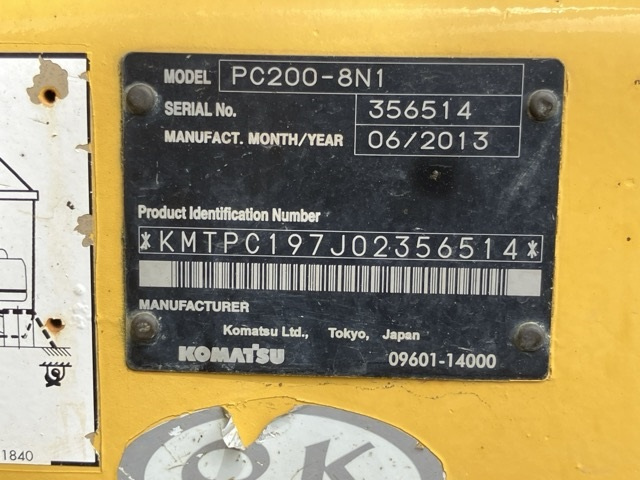 MODEL PC200-8N1
SERIAL No. 356514
MANUFACT. MONTH/YEAR 06/2013
Product Identification Number
*KMTPC197J02356514*
MANUFACTURER
Komatsu Ltd., Tokyo, Japan
KOMATSU 09601-14000
1840
OK